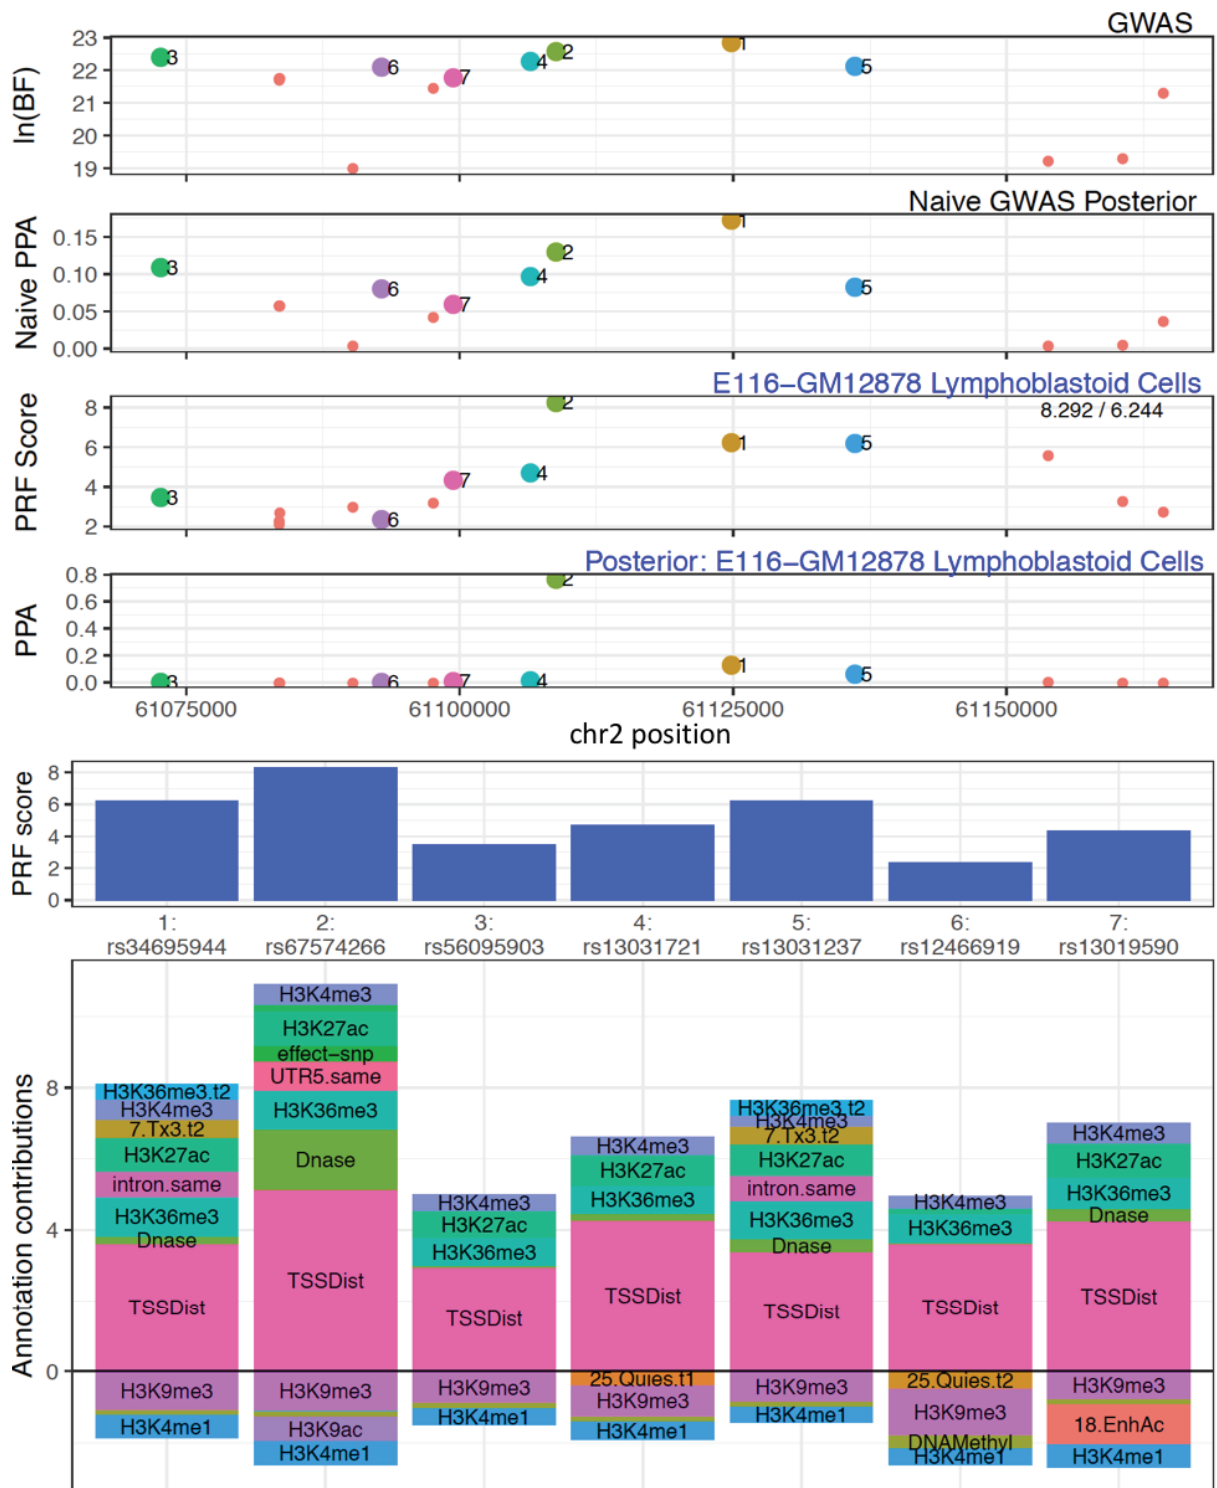 GWAS
23
22
21
20
19
ln(BF)
3
6
7
4
2
1
5
Naive GWAS Posterior
0.15
0.10
0.05
0.00
Naive PPA
3
6
7
4
2
1
5
E116−GM12878 Lymphoblastoid Cells
8.292 / 6.244
8
6
4
2
PRF Score
3
6
7
4
2
1
5
Posterior: E116−GM12878 Lymphoblastoid Cells
0.8
0.6
0.4
0.2
0.0
PPA
3
6
7
4
2
1
5
61075000 61100000 61125000 61150000
chr2 position
8
6
4
2
0
PRF score
1: 2: 3: 4: 5: 6: 7:
rs34695944 rs67574266 rs56095903 rs13031721 rs13031237 rs12466919 rs13019590
Annotation contributions
8
4
0
H3K36me3.t2
H3K4me3
7.Tx3.t2
H3K27ac
intron.same
H3K36me3
Dnase
TSSDist
H3K9me3
H3K4me1
H3K4me3
H3K27ac
effect−snp
UTR5.same
H3K36me3
Dnase
TSSDist
H3K9me3
H3K9ac
H3K4me1
H3K4me3
H3K27ac
H3K36me3
TSSDist
H3K9me3
H3K4me1
H3K4me3
H3K27ac
H3K36me3
TSSDist
25.Quies.t1
H3K9me3
H3K4me1
H3K36me3.t2
H3K4me3
7.Tx3.t2
H3K27ac
intron.same
H3K36me3
Dnase
TSSDist
H3K9me3
H3K4me1
H3K4me3
H3K36me3
TSSDist
25.Quies.t2
H3K9me3
DNAMethyl
H3K4me1
H3K4me3
H3K27ac
H3K36me3
Dnase
TSSDist
H3K9me3
18.EnhAc
H3K4me1